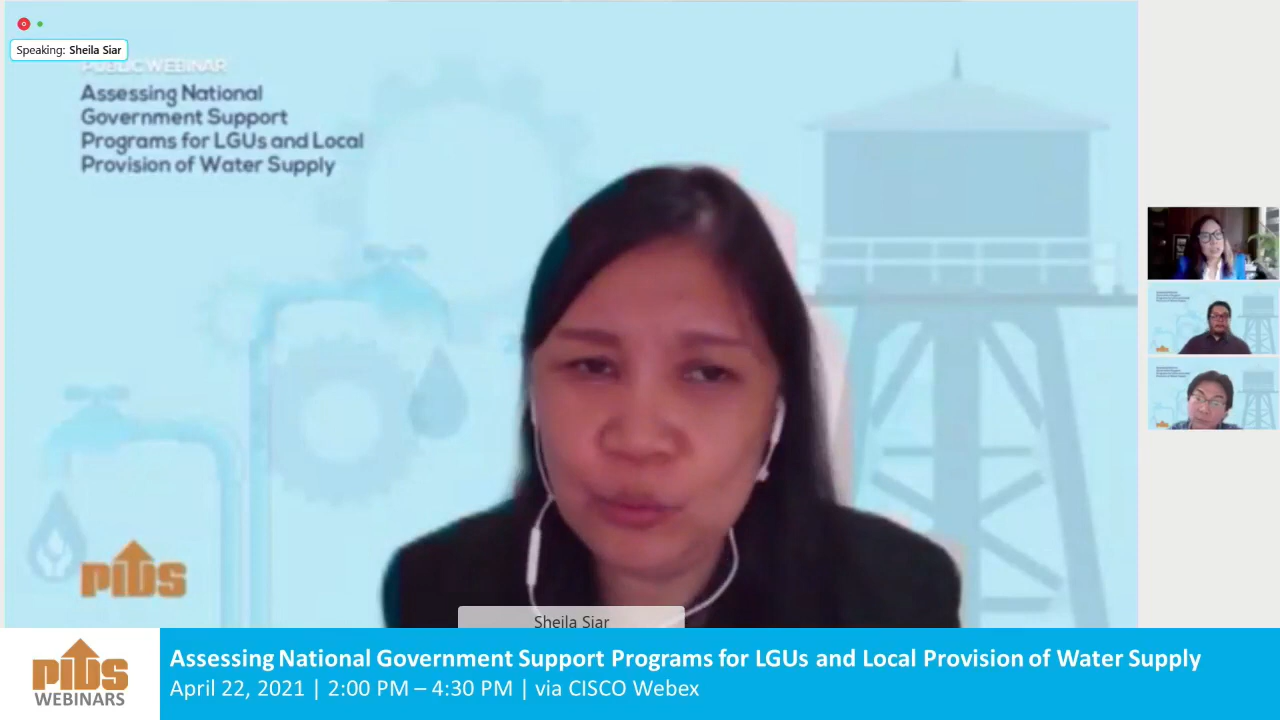 Speaking: Sheila Siar
PUBLIC WEBINAR
Assessing National
Government Support
Programs for LGUs and Local
Provision of Water Supply
PIDS
Sheila Siar
PIDS
WEBINARS
Assessing National Government Support Programs for LGUs and Local Provision of Water Supply
April 22, 2021 | 2:00 PM – 4:30 PM | via CISCO Webex